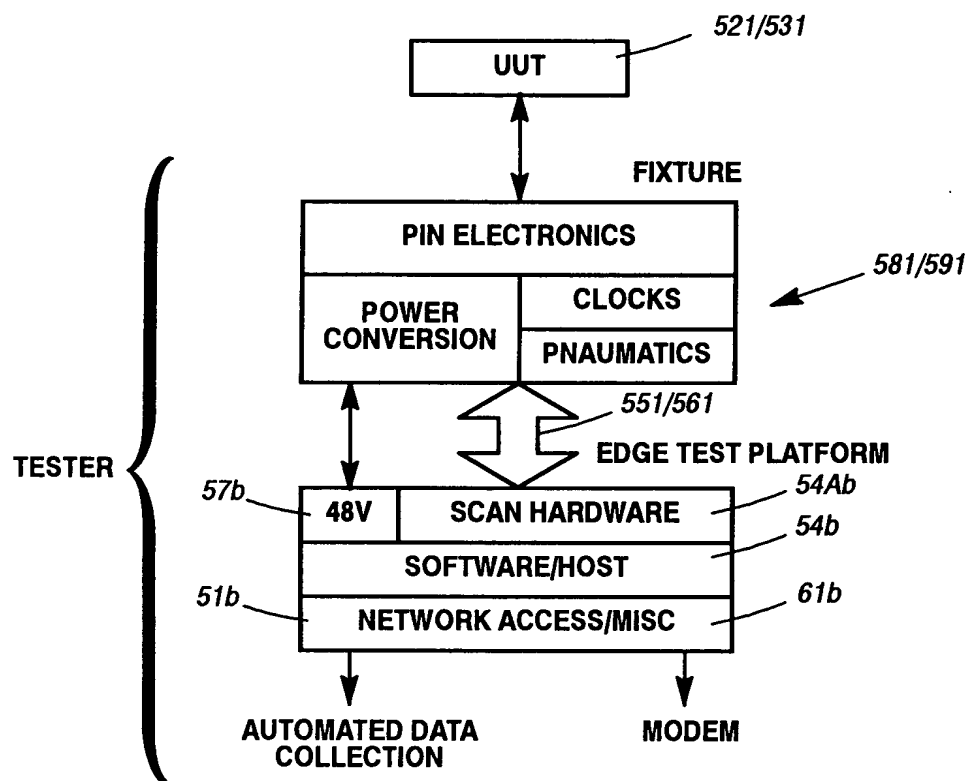 521/531
UUT
FIXTURE
PIN ELECTRONICS
581/591
POWER
CONVERSION
CLOCKS
PNAUMATICS
551/561
TESTER
EDGE TEST PLATFORM
57b
48V
SCAN HARDWARE
54Ab
54b
SOFTWARE/HOST
51b
61b
NETWORK ACCESS/MISC
AUTOMATED DATA
COLLECTION
MODEM